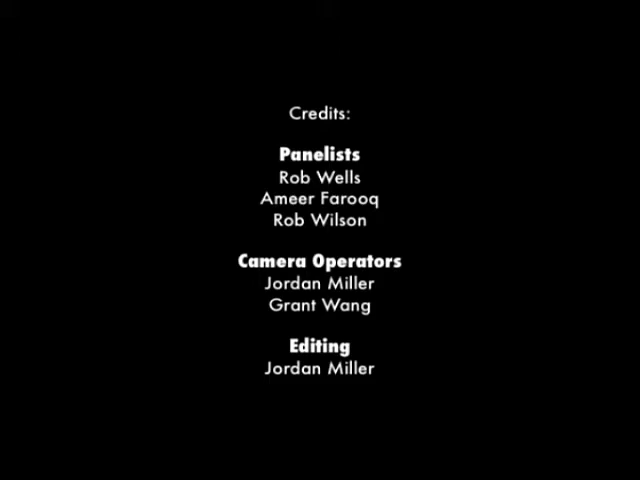 Credits:
Panelists
Rob Wells
Ameer Farooq
Rob Wilson
Camera Operators
Jordan Miller
Grant Wang
Editing
Jordan Miller